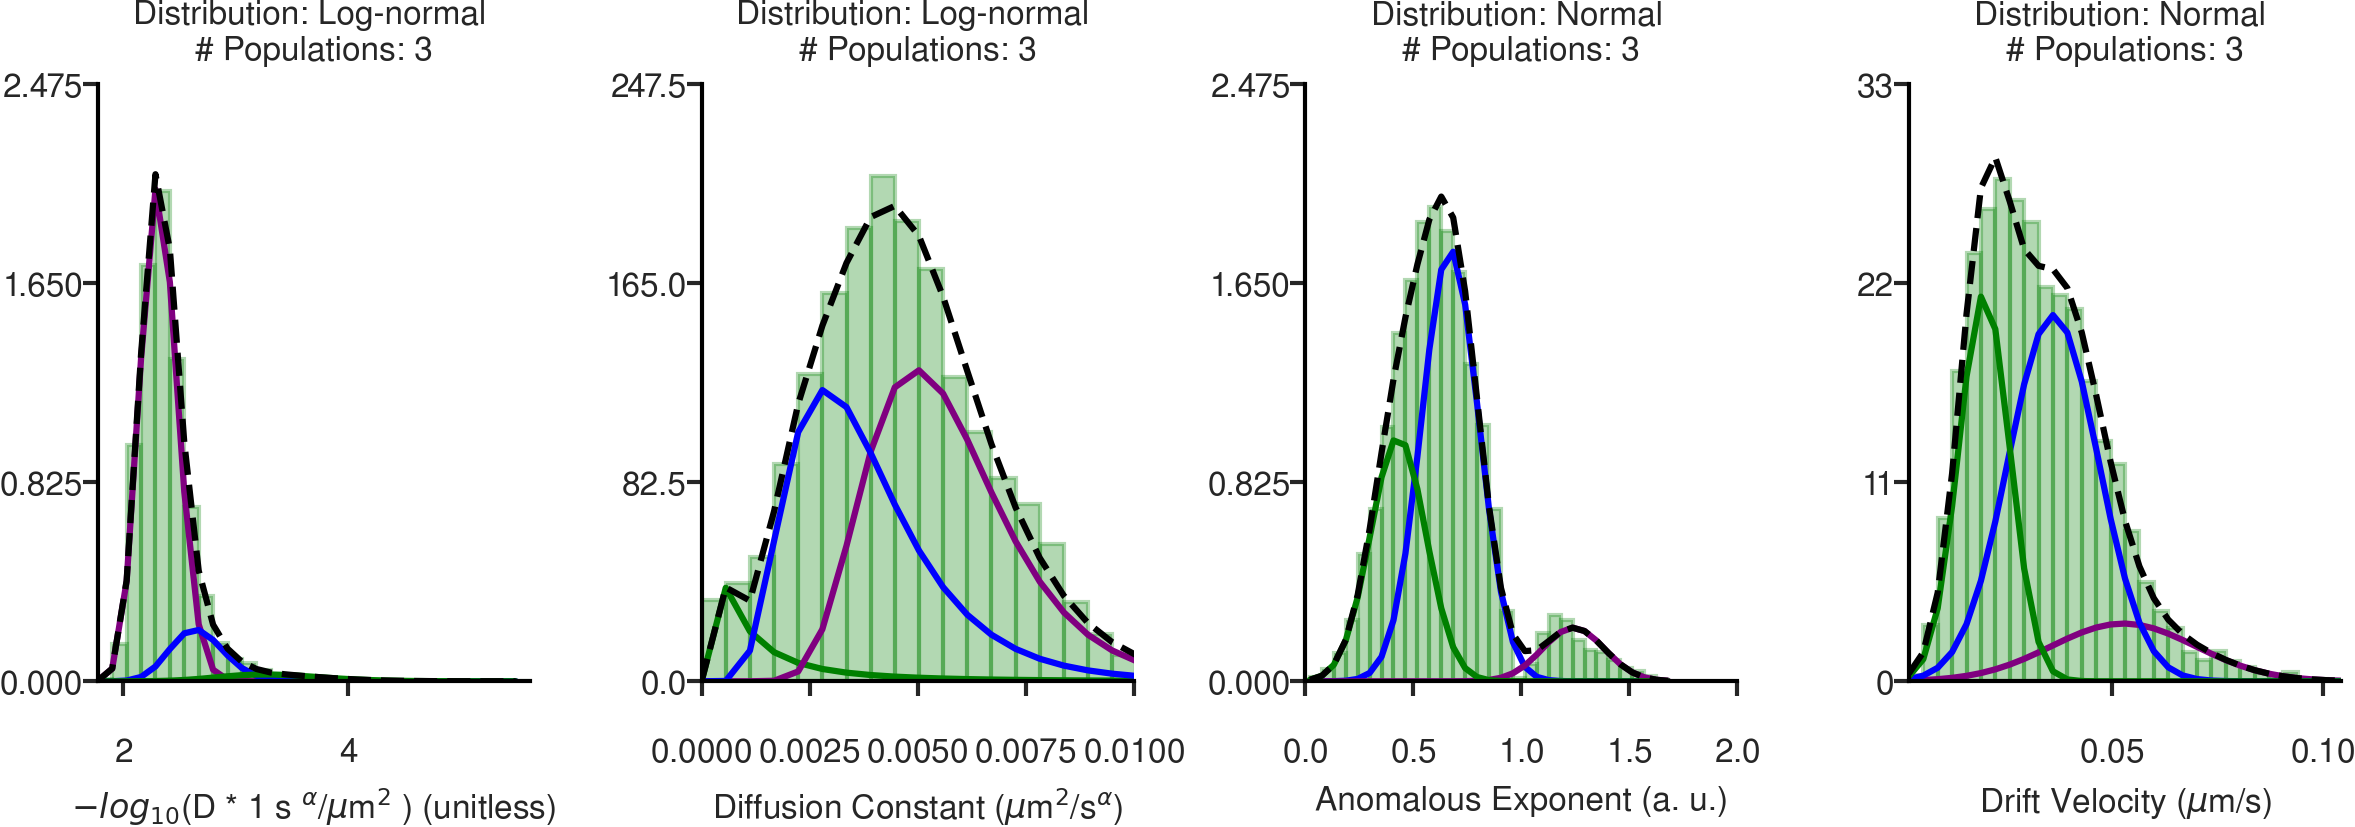 Distribution: Log-normal
# Populations: 3
2.475
1.650
0.825
0.000
2 4
−log₁₀(D * 1 s ᵅ/μm² ) (unitless)
Distribution: Log-normal
# Populations: 3
247.5
165.0
82.5
0.0
0.0000 0.0025 0.0050 0.0075 0.0100
Diffusion Constant (μm²/sᵅ)
Distribution: Normal
# Populations: 3
2.475
1.650
0.825
0.000
0.0 0.5 1.0 1.5 2.0
Anomalous Exponent (a. u.)
Distribution: Normal
# Populations: 3
33
22
11
0
0.05 0.10
Drift Velocity (μm/s)